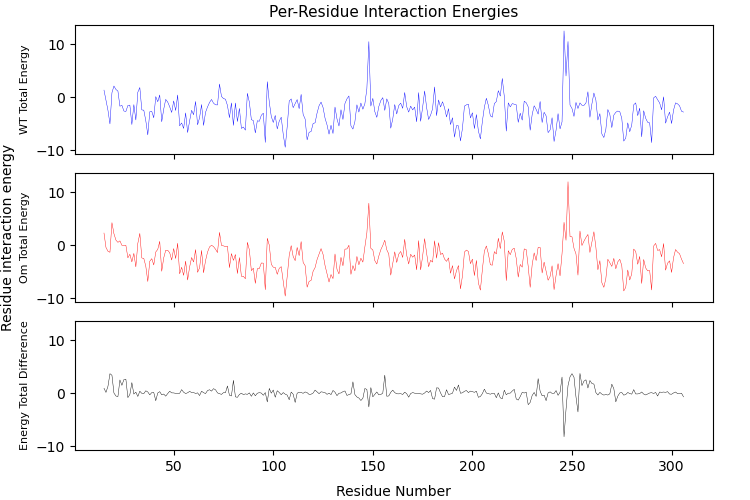 Per-Residue Interaction Energies
Residue interaction energy
WT Total Energy
10
0
−10
Om Total Energy
10
0
−10
Energy Total Difference
10
0
−10
50
100
150
200
250
300
Residue Number